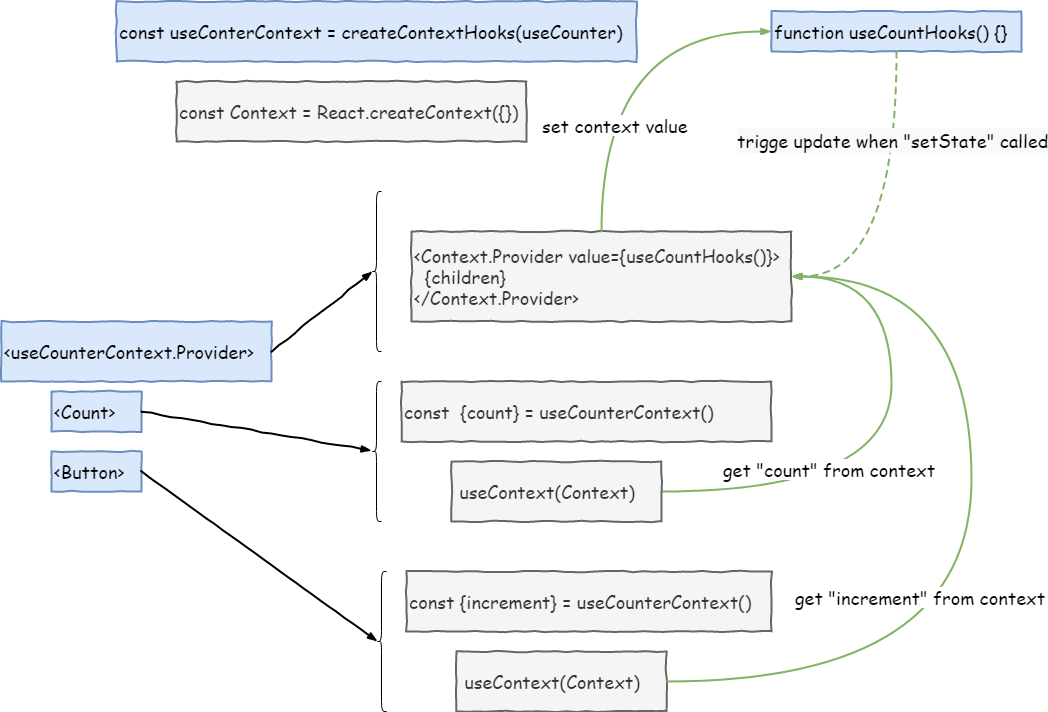 const useConterContext = createContextHooks(useCounter)
function useCountHooks() {}
const Context = React.createContext({})
set context value
trigge update when "setState" called
<Context.Provider value={useCountHooks()}>
{children}
</Context.Provider>
<useCounterContext.Provider>
<Count>
const {count} = useCounterContext()
<Button>
get "count" from context
useContext(Context)
const {increment} = useCounterContext()
get "increment" from context
useContext(Context)